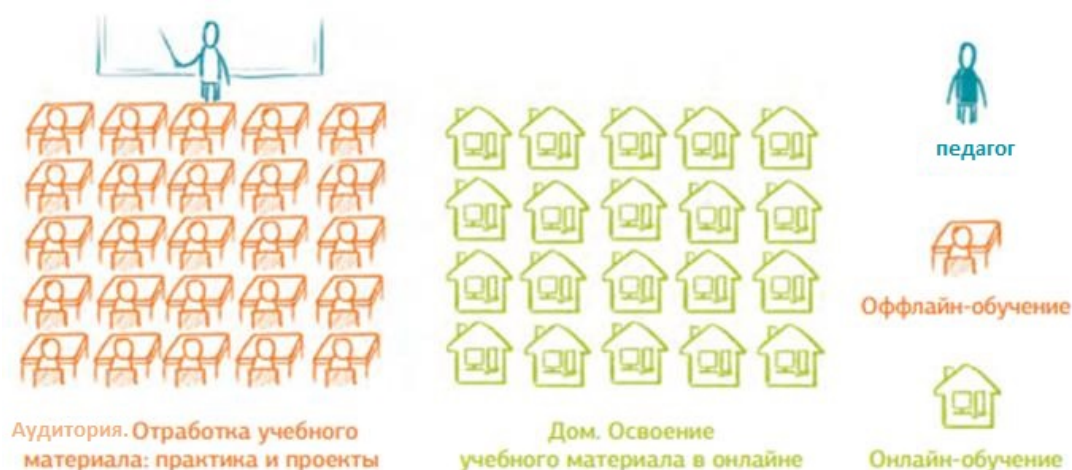 педагог
Оффлайн-обучение
Аудитория. Отработка учебного
материала: практика и проекты
Дом. Освоение
учебного материала в онлайне
Онлайн-обучение